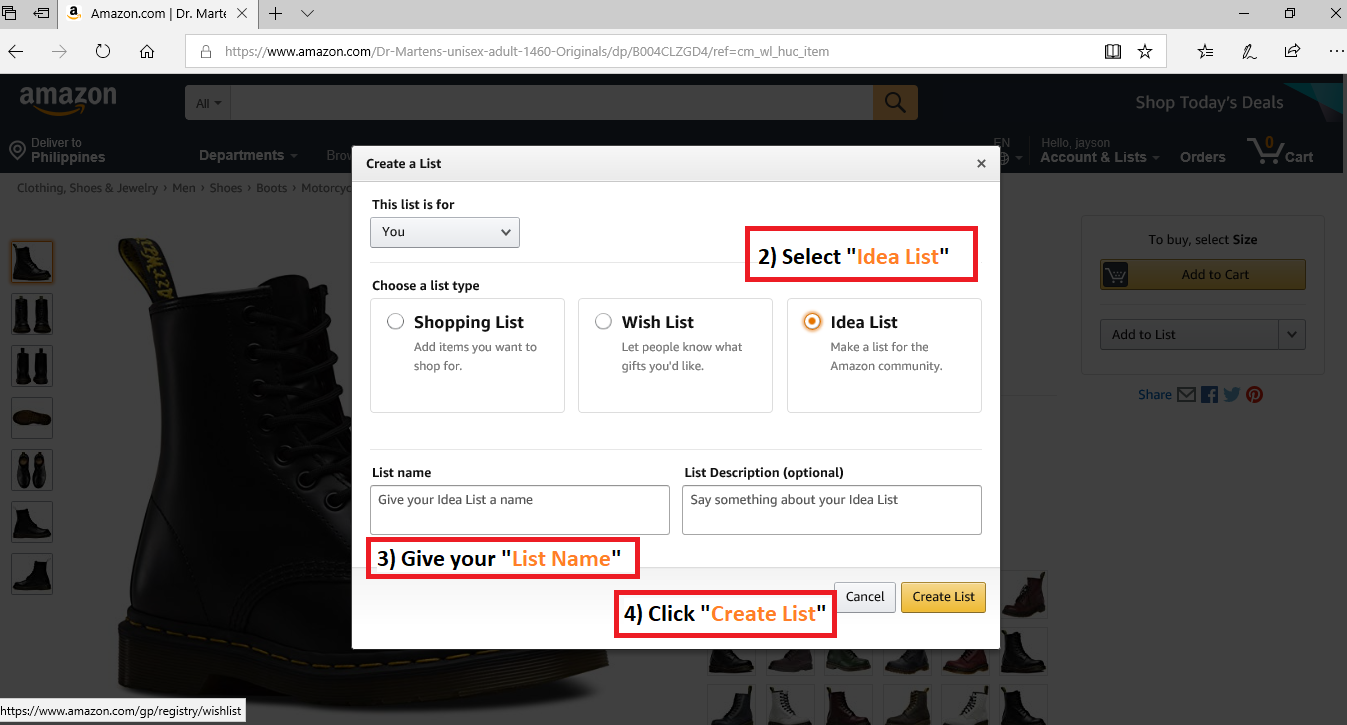 Amazon.com | Dr. Marte
https://www.amazon.com/Dr-Martens-unisex-adult-1460-Originals/dp/B004CLZGD4/ref=cm_wl_huc_item
amazon
All
Shop Today's Deals
Deliver to
Philippines
Departments
Brow
EN
Hello, jayson
Account & Lists
Orders
0
Cart
Clothing, Shoes & Jewelry › Men › Shoes › Boots › Motorcyc
Create a List
This list is for
You
2) Select "Idea List"
Choose a list type
Shopping List
Add items you want to
shop for.
Wish List
Let people know what
gifts you'd like.
Idea List
Make a list for the
Amazon community.
List name
Give your Idea List a name
List Description (optional)
Say something about your Idea List
3) Give your "List Name"
4) Click "Create List"
Cancel
Create List
To buy, select Size
Add to Cart
Add to List
Share
https://www.amazon.com/gp/registry/wishlist